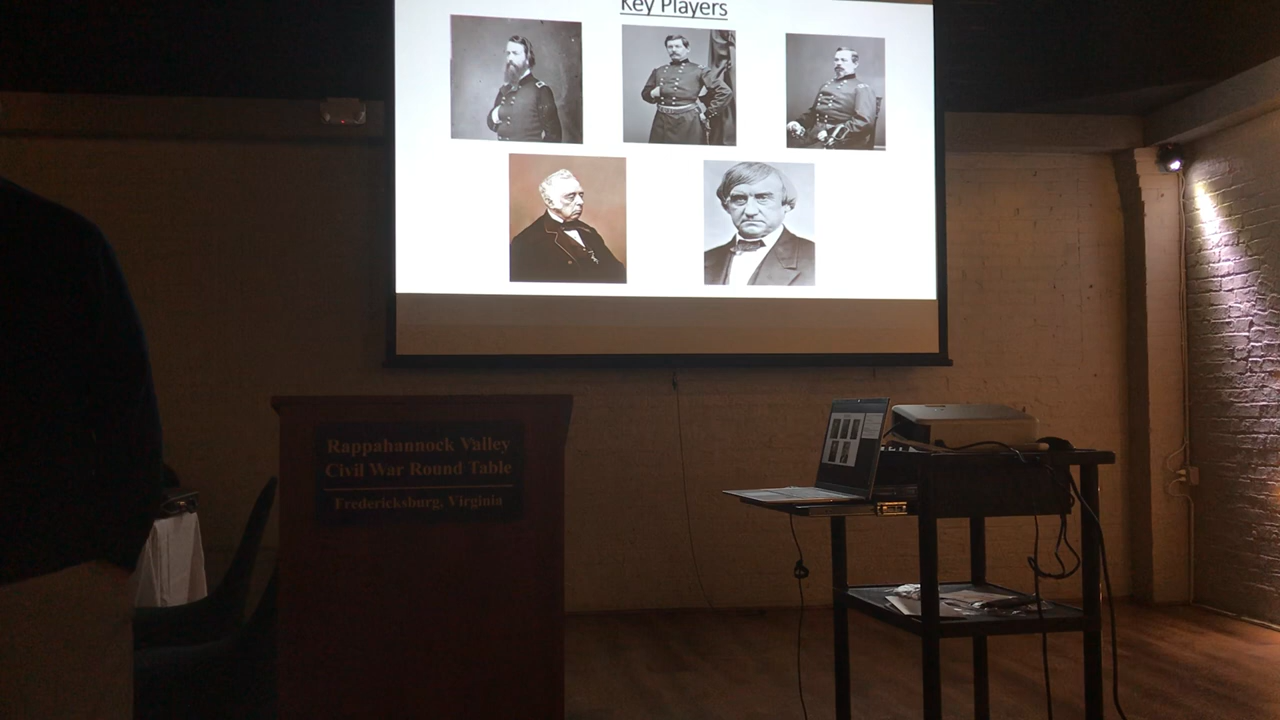 Key Players
Rappahannock Valley
Civil War Round Table
Fredericksburg, Virginia